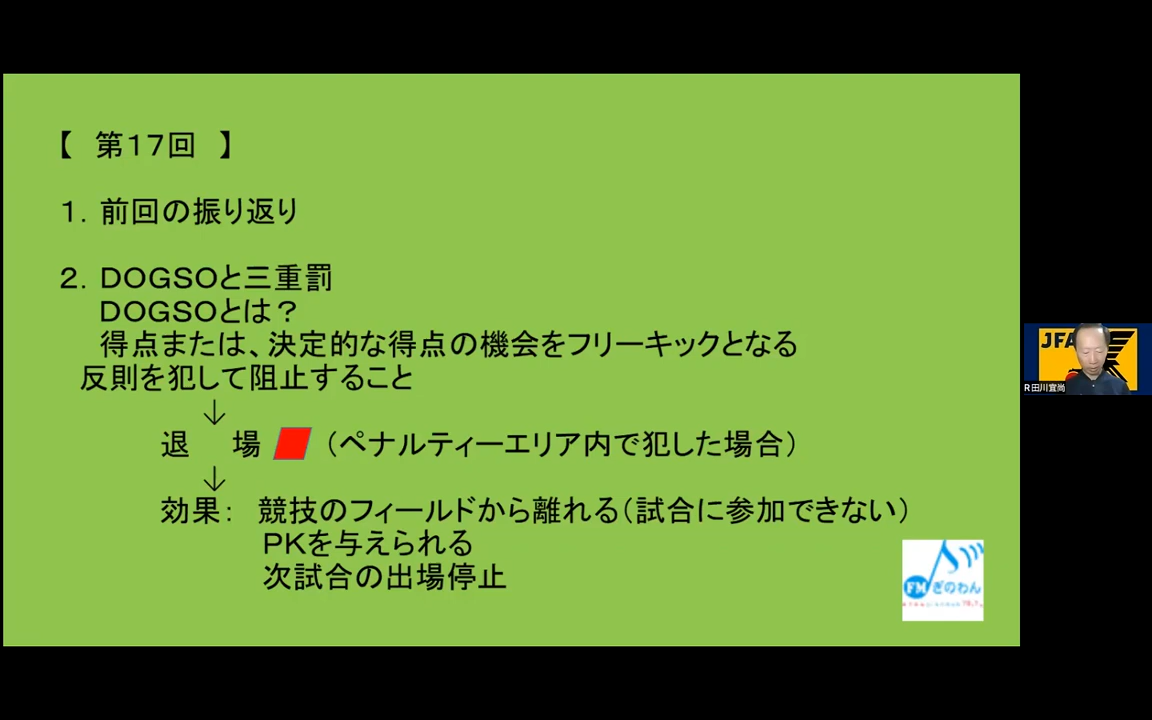 【　第１７回　】
１．前回の振り返り
２．ＤＯＧＳＯと三重罰
ＤＯＧＳＯとは？
得点または、決定的な得点の機会をフリーキックとなる
反則を犯して阻止すること
↓
退　場　（ペナルティーエリア内で犯した場合）
↓
効果：　競技のフィールドから離れる（試合に参加できない）
ＰＫを与えられる
次試合の出場停止
FM ぎのわん
JFA
R田川宜尚